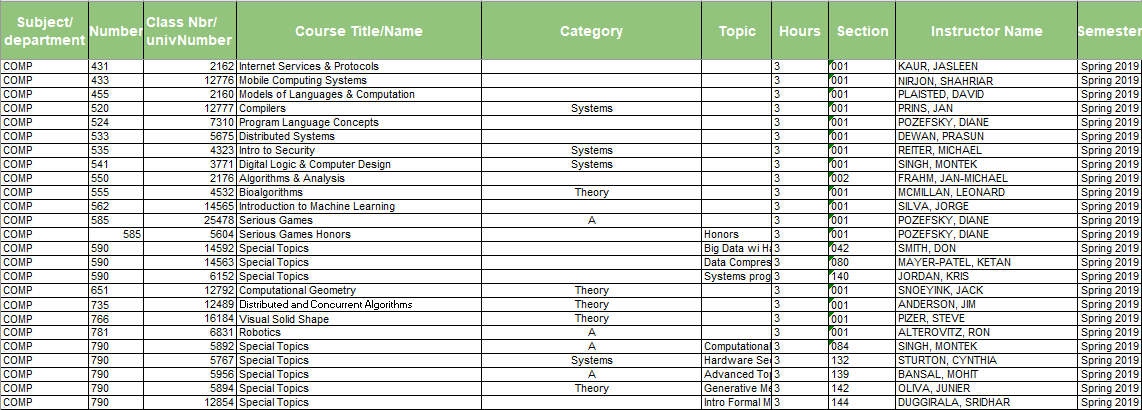 Subject/ department Number Class Nbr/ univNumber Course Title/Name Category Topic Hours Section Instructor Name Semester
COMP 431 2162 Internet Services & Protocols 3 001 KAUR, JASLEEN Spring 2019
COMP 433 12776 Mobile Computing Systems 3 001 NIRJON, SHAHRIAR Spring 2019
COMP 455 2160 Models of Languages & Computation 3 001 PLAISTED, DAVID Spring 2019
COMP 520 12777 Compilers Systems 3 001 PRINS, JAN Spring 2019
COMP 524 7310 Program Language Concepts 3 001 POZEFSKY, DIANE Spring 2019
COMP 533 5675 Distributed Systems 3 001 DEWAN, PRASUN Spring 2019
COMP 535 4323 Intro to Security Systems 3 001 REITER, MICHAEL Spring 2019
COMP 541 3771 Digital Logic & Computer Design Systems 3 001 SINGH, MONTEK Spring 2019
COMP 550 2176 Algorithms & Analysis 3 002 FRAHM, JAN-MICHAEL Spring 2019
COMP 555 4532 Bioalgorithms Theory 3 001 MCMILLAN, LEONARD Spring 2019
COMP 562 14565 Introduction to Machine Learning 3 001 SILVA, JORGE Spring 2019
COMP 585 25478 Serious Games A 3 001 POZEFSKY, DIANE Spring 2019
COMP 585 5604 Serious Games Honors Honors 3 001 POZEFSKY, DIANE Spring 2019
COMP 590 14592 Special Topics Big Data wi Ha 3 042 SMITH, DON Spring 2019
COMP 590 14563 Special Topics Data Compres 3 080 MAYER-PATEL, KETAN Spring 2019
COMP 590 6152 Special Topics Systems prog 3 140 JORDAN, KRIS Spring 2019
COMP 651 12792 Computational Geometry Theory 3 001 SNOEYINK, JACK Spring 2019
COMP 735 12489 Distributed and Concurrent Algorithms Theory 3 001 ANDERSON, JIM Spring 2019
COMP 766 16184 Visual Solid Shape Theory 3 001 PIZER, STEVE Spring 2019
COMP 781 6831 Robotics A 3 001 ALTEROVITZ, RON Spring 2019
COMP 790 5892 Special Topics A Computational 3 084 SINGH, MONTEK Spring 2019
COMP 790 5767 Special Topics Systems Hardware Sec 3 132 STURTON, CYNTHIA Spring 2019
COMP 790 5956 Special Topics A Advanced Top 3 139 BANSAL, MOHIT Spring 2019
COMP 790 5894 Special Topics Theory Generative Me 3 142 OLIVA, JUNIER Spring 2019
COMP 790 12854 Special Topics Intro Formal M 3 144 DUGGIRALA, SRIDHAR Spring 2019